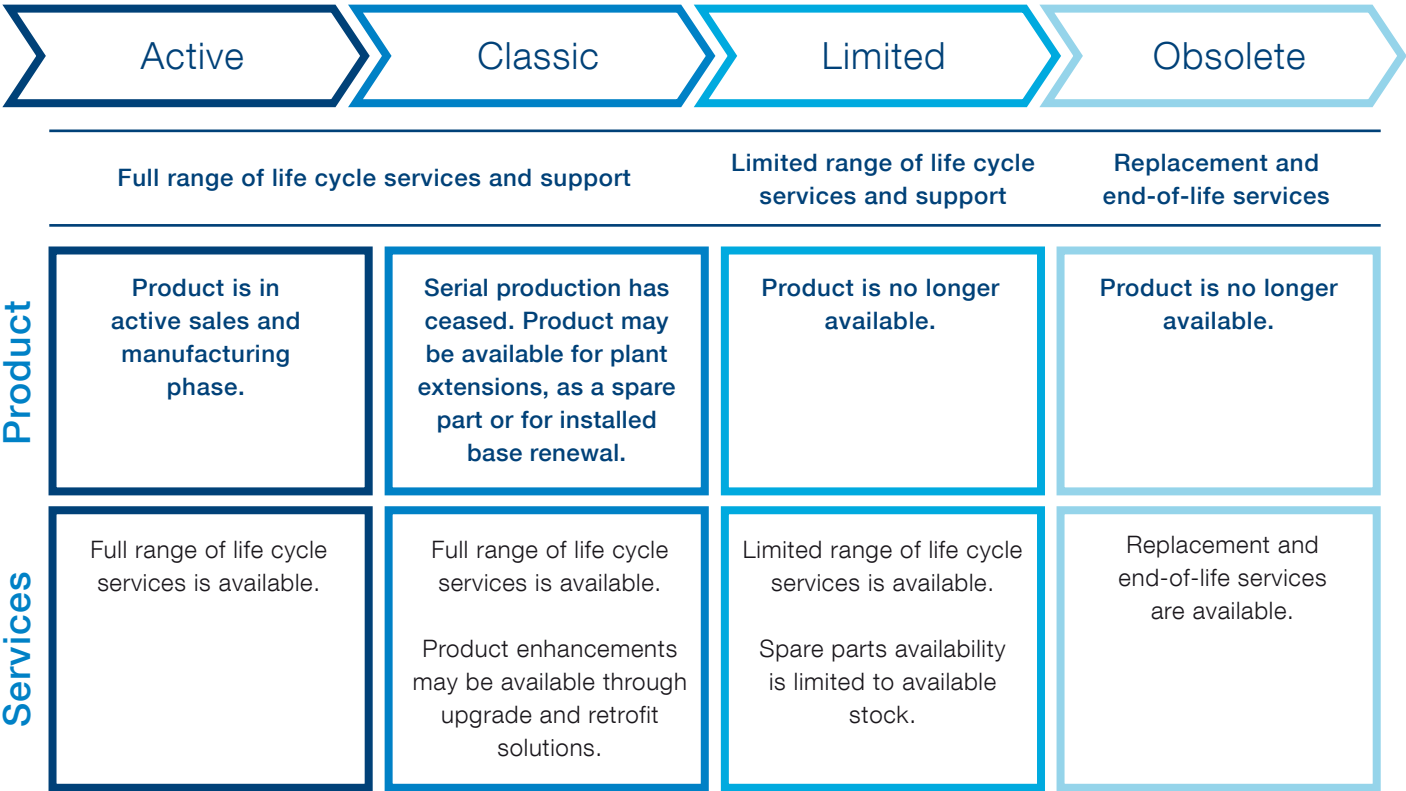 Active
Classic
Limited
Obsolete
Full range of life cycle services and support
Limited range of life cycle
services and support
Replacement and
end-of-life services
Product
Product is in
active sales and
manufacturing
phase.
Serial production has
ceased. Product may
be available for plant
extensions, as a spare
part or for installed
base renewal.
Product is no longer
available.
Product is no longer
available.
Services
Full range of life cycle
services is available.
Full range of life cycle
services is available.
Product enhancements
may be available through
upgrade and retrofit
solutions.
Limited range of life cycle
services is available.
Spare parts availability
is limited to available
stock.
Replacement and
end-of-life services
are available.